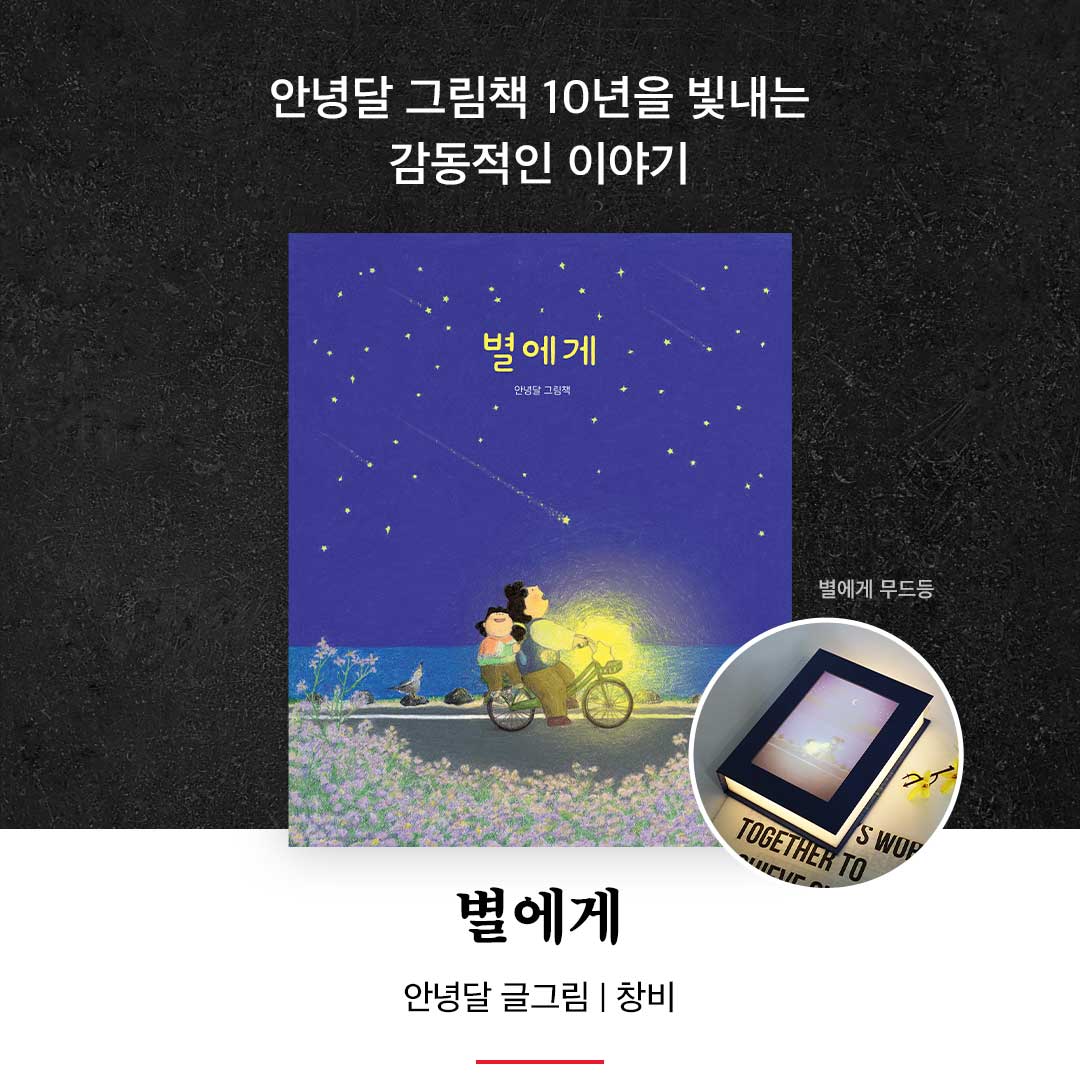 안녕달 그림책 10년을 빛내는
감동적인 이야기
별에게
안녕달 그림책
별에게 무드등
TOGETHER TO
S WOR
별에게
안녕달 글그림 | 창비